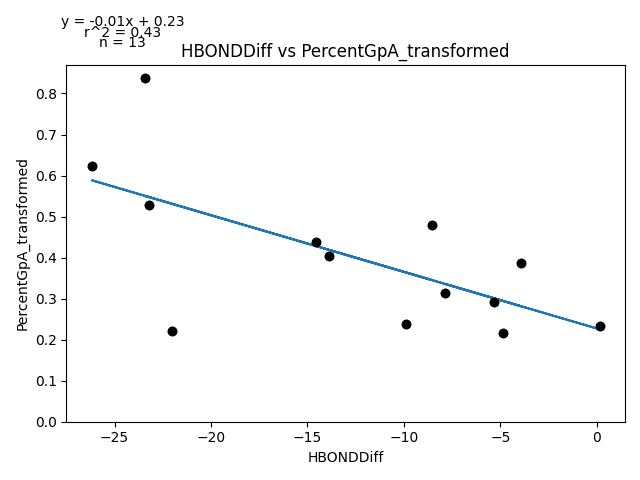 y = -0.01x + 0.23
r^2 = 0.43
n = 13
HBONDDiff vs PercentGpA_transformed
PercentGpA_transformed
0.8
0.7
0.6
0.5
0.4
0.3
0.2
0.1
0.0
−25 −20 −15 −10 −5 0
HBONDDiff